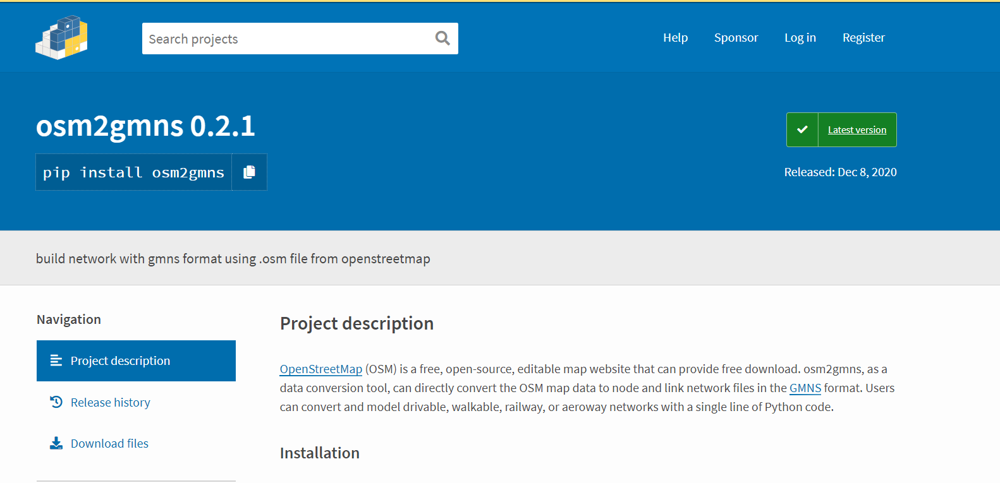 Search projects
Help
Sponsor
Log in
Register
osm2gmns 0.2.1
pip install osm2gmns
Latest version
Released: Dec 8, 2020
build network with gmns format using .osm file from openstreetmap
Navigation
Project description
Release history
Download files
Project description
OpenStreetMap (OSM) is a free, open-source, editable map website that can provide free download. osm2gmns, as a
data conversion tool, can directly convert the OSM map data to node and link network files in the GMNS format. Users
can convert and model drivable, walkable, railway, or aeroway networks with a single line of Python code.
Installation